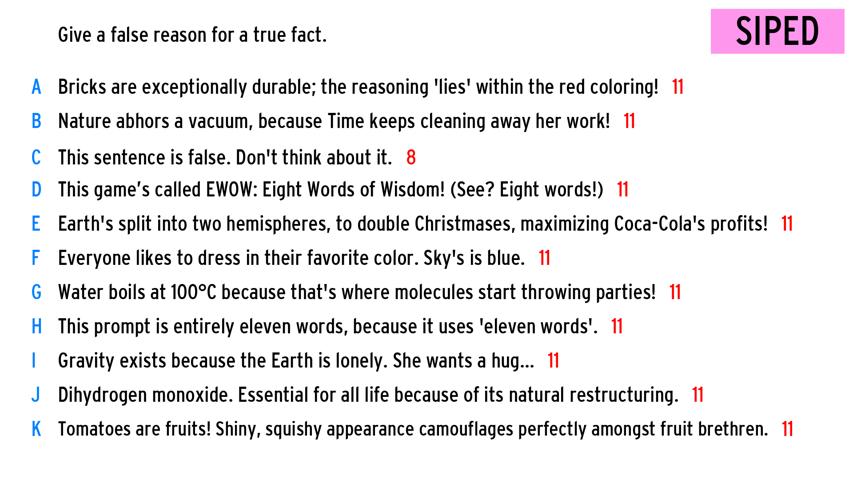 Give a false reason for a true fact.
SIPED
A Bricks are exceptionally durable; the reasoning 'lies' within the red coloring! 11
B Nature abhors a vacuum, because Time keeps cleaning away her work! 11
C This sentence is false. Don't think about it. 8
D This game’s called EWOW: Eight Words of Wisdom! (See? Eight words!) 11
E Earth's split into two hemispheres, to double Christmases, maximizing Coca-Cola's profits! 11
F Everyone likes to dress in their favorite color. Sky's is blue. 11
G Water boils at 100°C because that's where molecules start throwing parties! 11
H This prompt is entirely eleven words, because it uses 'eleven words'. 11
I Gravity exists because the Earth is lonely. She wants a hug... 11
J Dihydrogen monoxide. Essential for all life because of its natural restructuring. 11
K Tomatoes are fruits! Shiny, squishy appearance camouflages perfectly amongst fruit brethren. 11